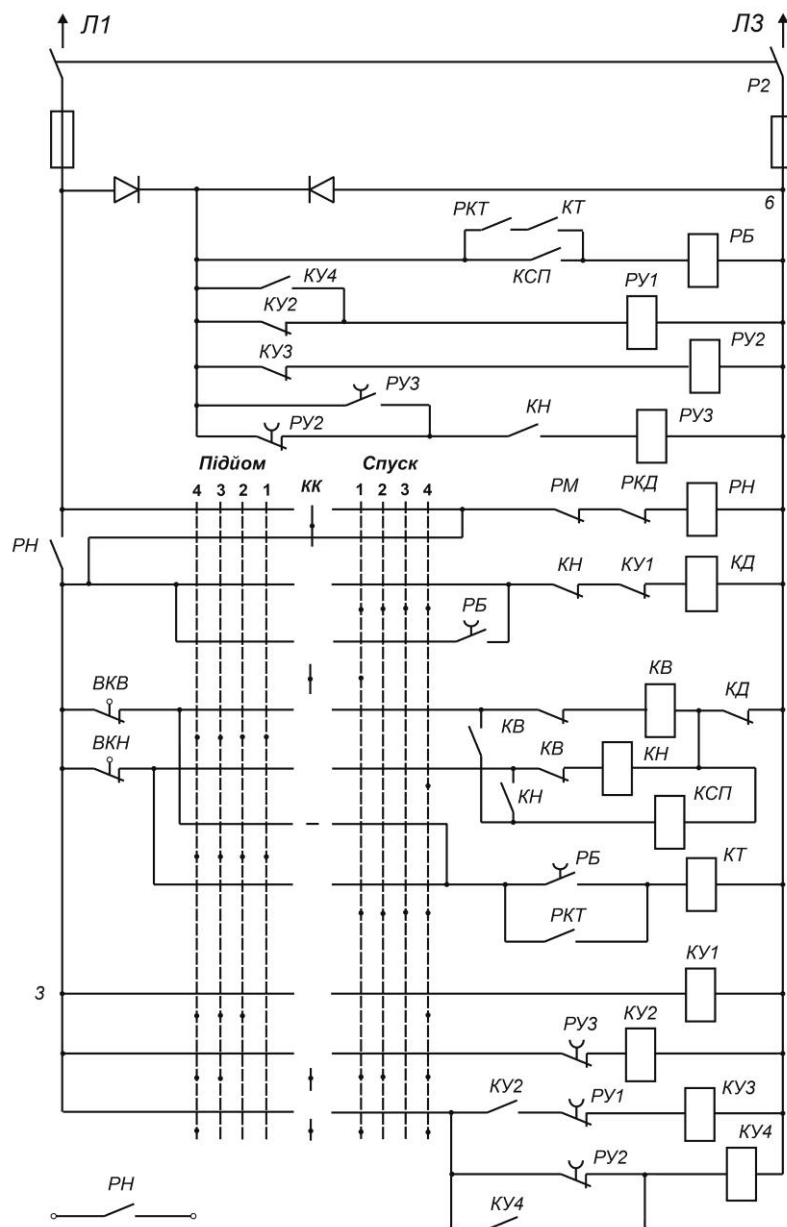 Л1 Л3
Р2
6
РКТ КТ
РБ
КСП
КУ4
РУ1
КУ2
КУ3
РУ2
РУ3
РУ2 КН РУ3
Підйом Спуск
4 3 2 1 КК 1 2 3 4
РМ РКД РН
РН
КН КУ1 КД
РБ
ВКВ КВ КД
КВ
ВКН КВ КН
КН КСП
РБ КТ
РКТ
КУ1
3
РУ3 КУ2
КУ2 РУ1 КУ3
РУ2 КУ4
РН
КУ4